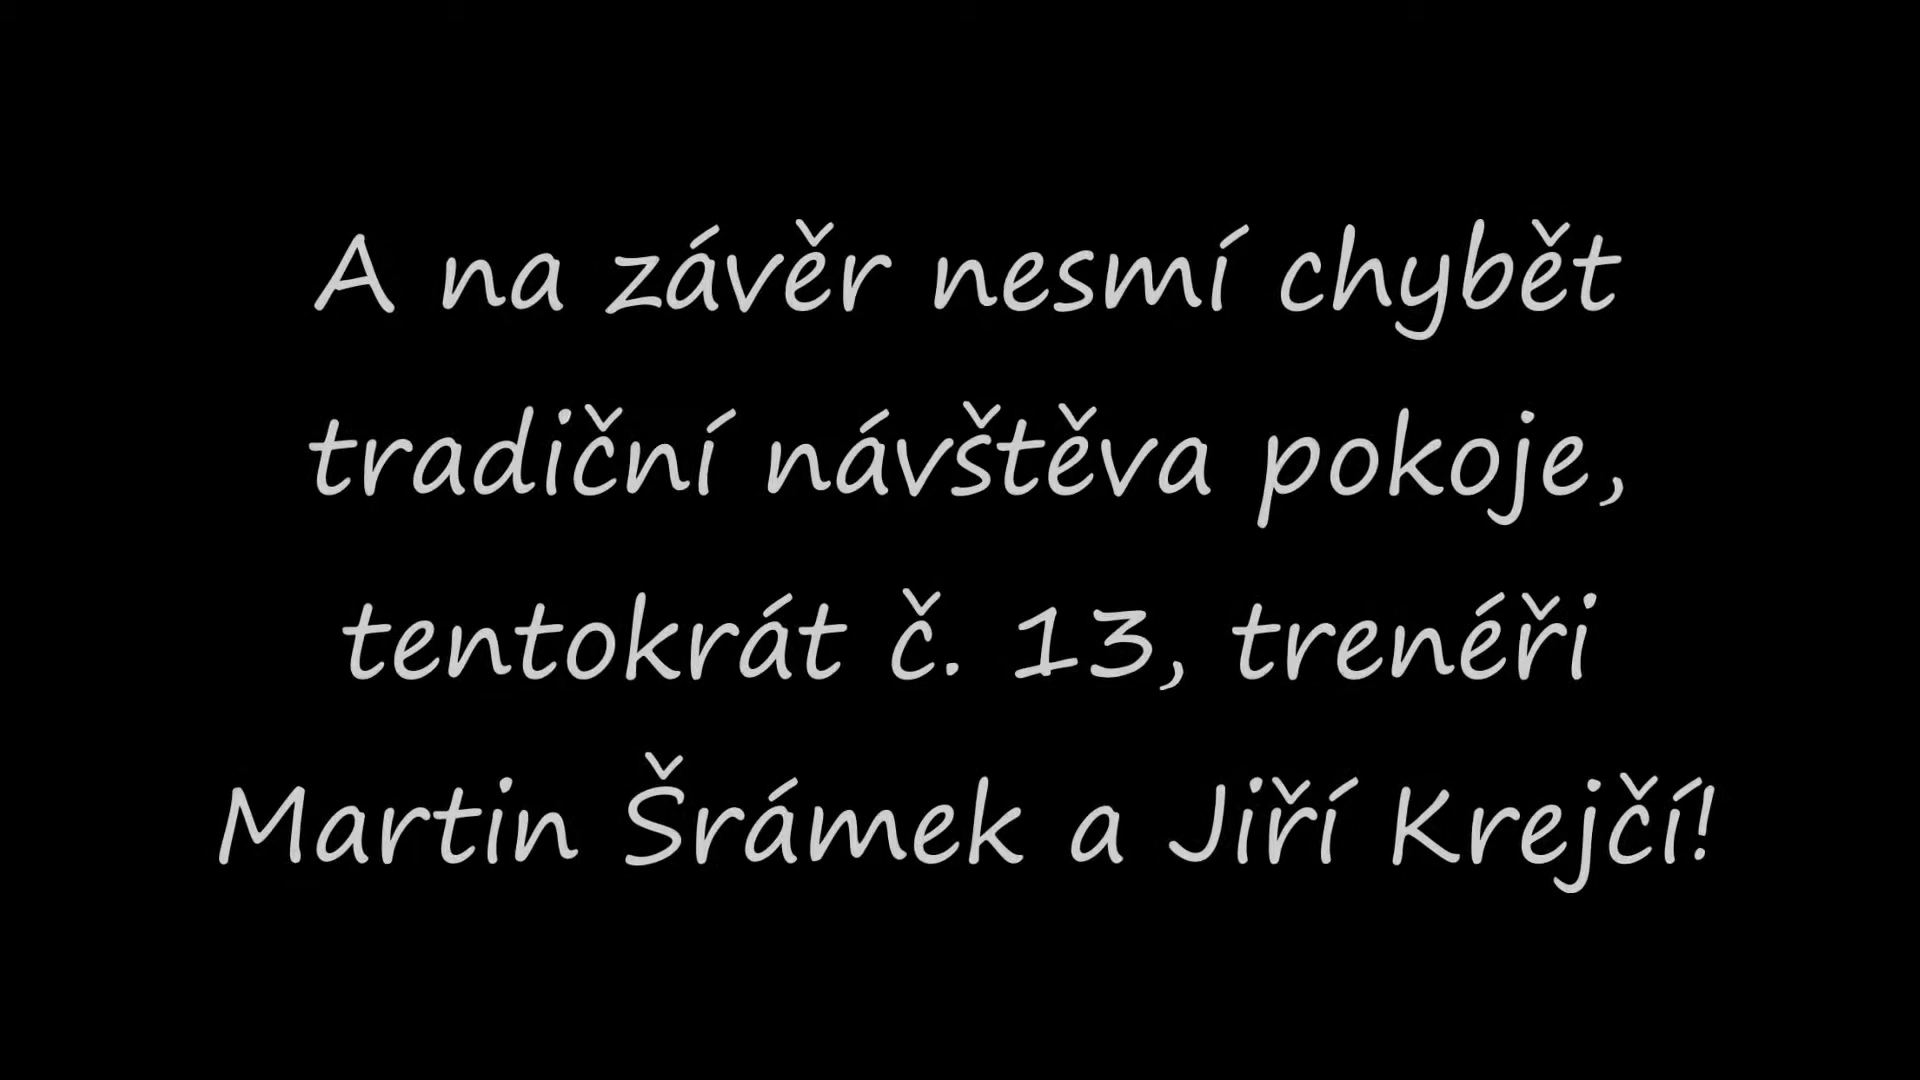 A na závěr nesmí chybět
tradiční návštěva pokoje,
tentokrát č. 13, trenéři
Martin Šrámek a Jiří Krejčí!